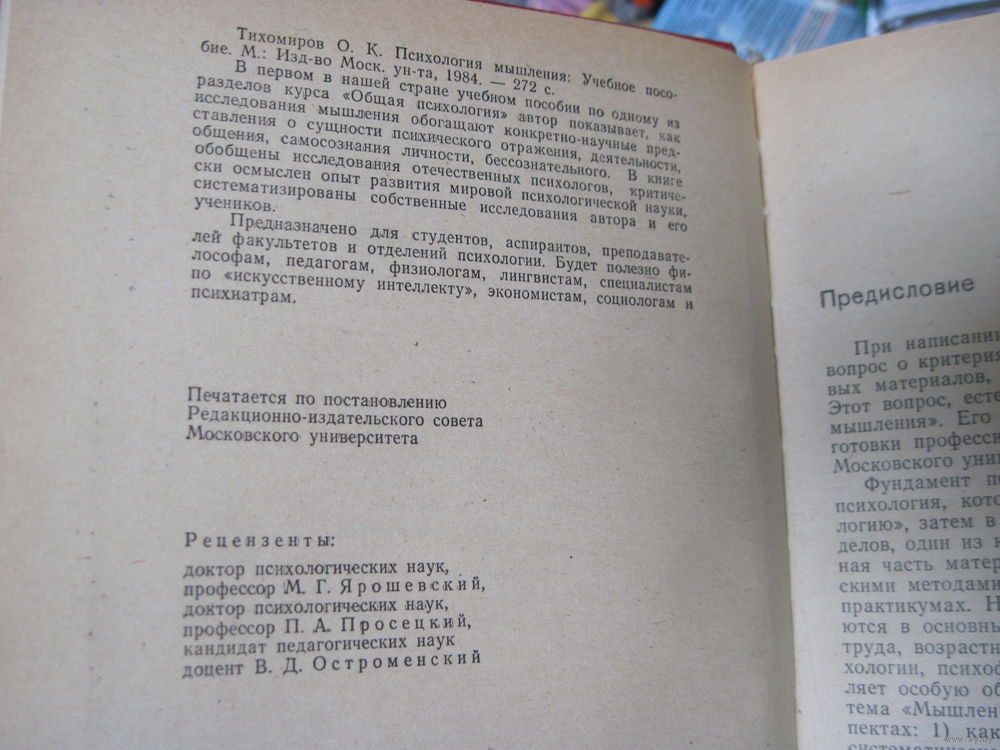 Тихомиров О. К. Психология мышления: Учебное посо-
бие. М.: Изд-во Моск. ун-та, 1984. — 272 с.
В первом в нашей стране учебном пособии по одному из
разделов курса «Общая психология» автор показывает, как
исследования мышления обогащают конкретно-научные пред-
ставления о сущности психического отражения, деятельности,
общения, самосознания личности, бессознательного. В книге
обобщены исследования отечественных психологов, критиче-
ски осмыслен опыт развития мировой психологической науки,
систематизированы собственные исследования автора и его
учеников.
Предназначено для студентов, аспирантов, преподавате-
лей факультетов и отделений психологии. Будет полезно фи-
лософам, педагогам, физиологам, лингвистам, специалистам
по «искусственному интеллекту», экономистам, социологам и
психиатрам.
Печатается по постановлению
Редакционно-издательского совета
Московского университета
Рецензенты:
доктор психологических наук,
профессор М. Г. Ярошевский,
доктор психологических наук,
профессор П. А. Просецкий,
кандидат педагогических наук
доцент В. Д. Остроменский
Предисловие
При написании
вопрос о критерия
вых материалов,
Этот вопрос, есте
мышления». Его
готовки професси
Московского уни
Фундамент п
психология, кото
логию», затем в
делов, один из
ная часть матер
скими методами
практикумах. Н
ются в основны
труда, возрастн
хологии, психоф
ляет особую об
тема «Мышлен
пектах: 1) как
систематическо